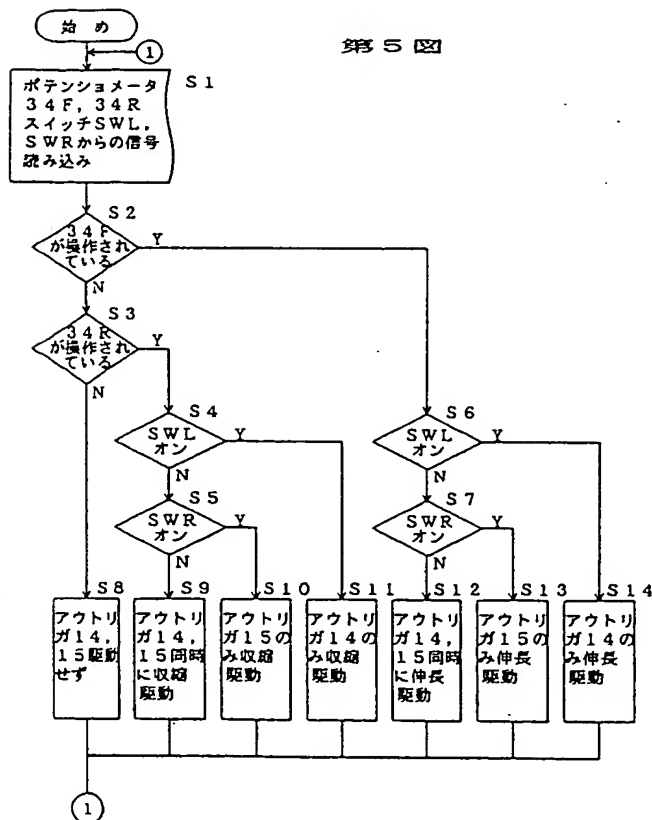 第5図
始め
1
S1
ポテンショメータ
34F,34R
スイッチSWL,
SWRからの信号
読み込み
S2
34F
が操作され
ている
Y
N
S3
34R
が操作され
ている
Y
N
S4
SWL
オン
Y
N
S6
SWL
オン
Y
N
S5
SWR
オン
Y
N
S7
SWR
オン
Y
N
S8
アウトリ
ガ14,
15駆動
せず
S9
アウトリ
ガ14,
15同時
に収縮
駆動
S10
アウトリ
ガ15の
み収縮
駆動
S11
アウトリ
ガ14の
み収縮
駆動
S12
アウトリ
ガ14,
15同時
に伸長
駆動
S13
アウトリ
ガ15の
み伸長
駆動
S14
アウトリ
ガ14の
み伸長
駆動
1